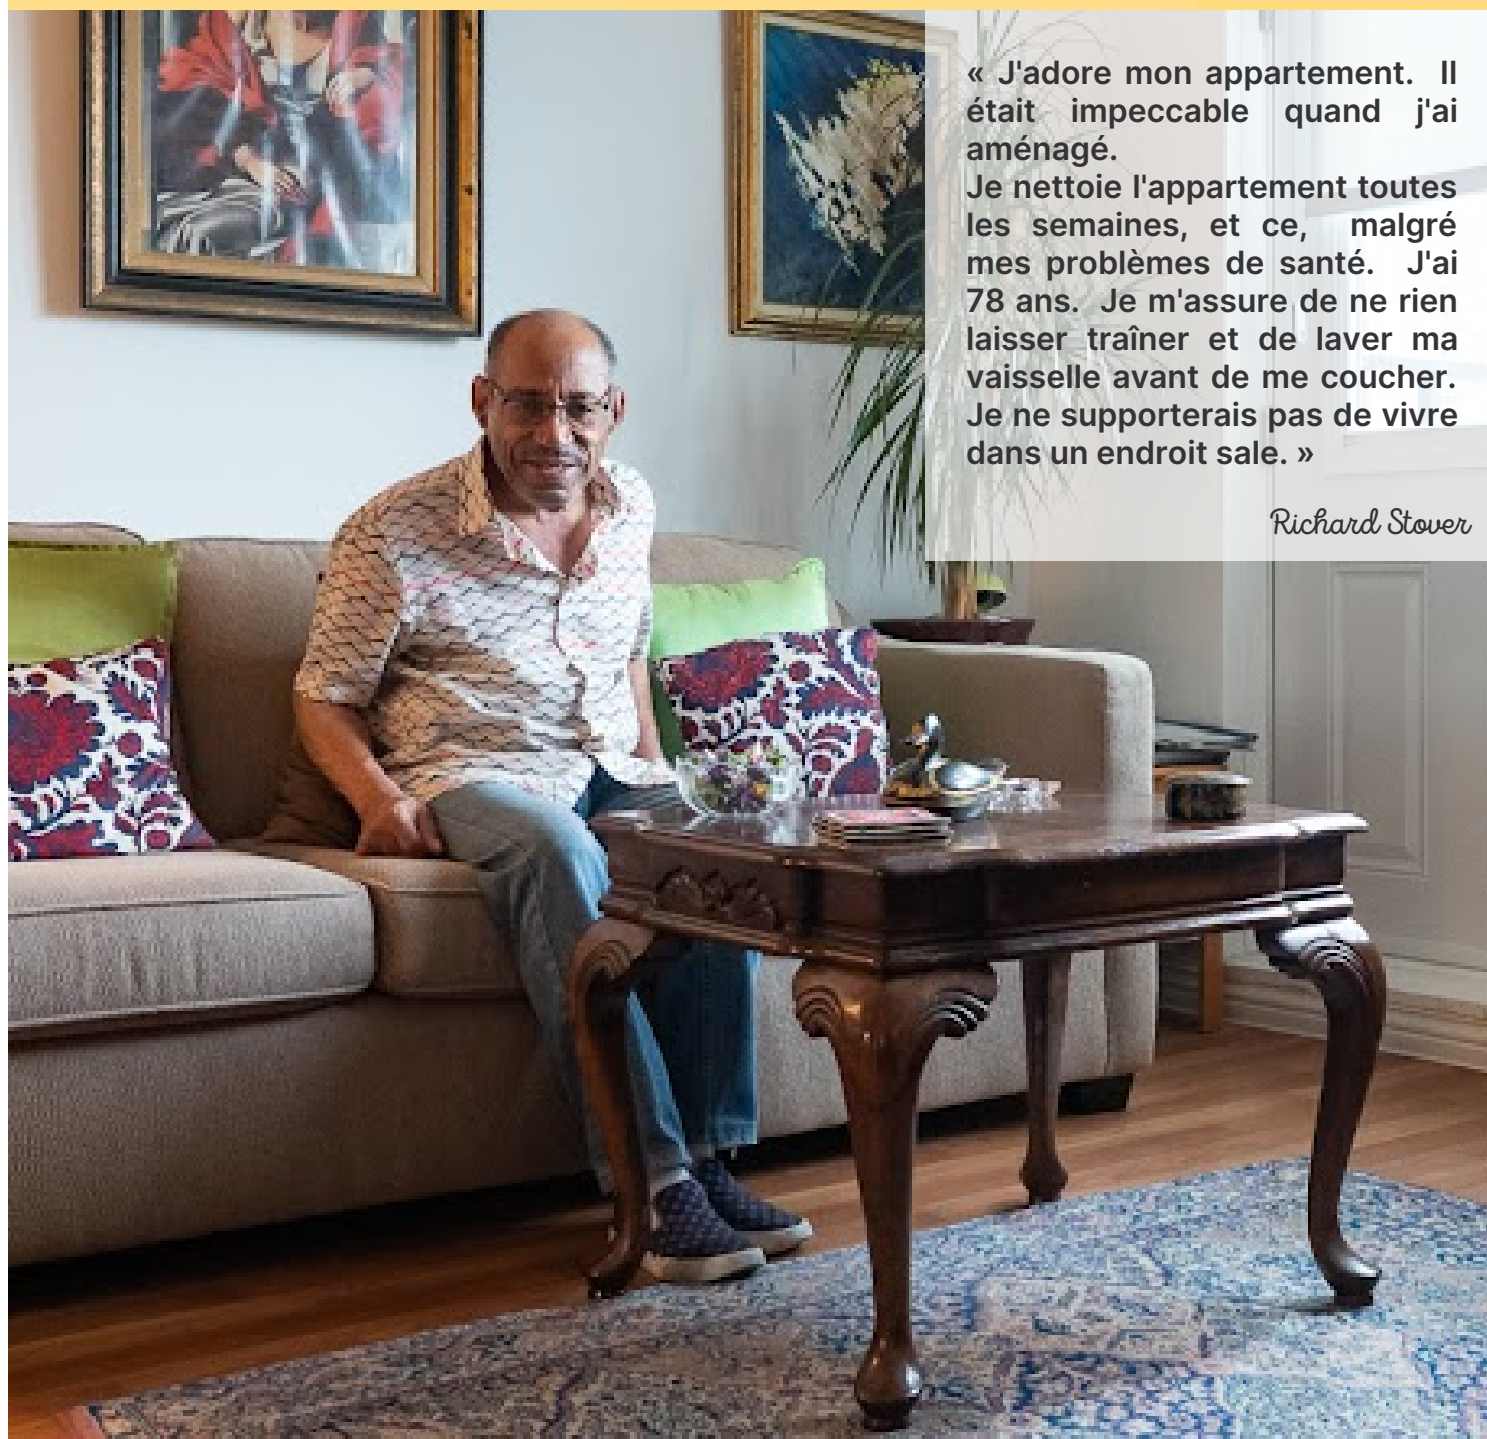 « J'adore mon appartement. Il
était impeccable quand j'ai
aménagé.
Je nettoie l'appartement toutes
les semaines, et ce, malgré
mes problèmes de santé. J'ai
78 ans. Je m'assure de ne rien
laisser traîner et de laver ma
vaisselle avant de me coucher.
Je ne supporterais pas de vivre
dans un endroit sale. »
Richard Stover